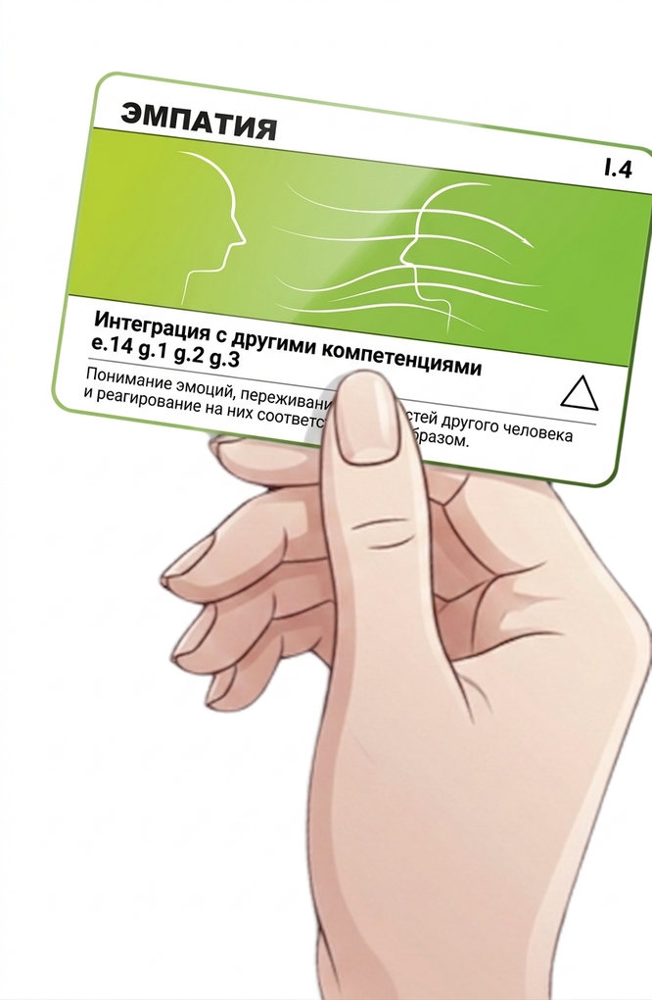 ЭМПАТИЯ
I.4
Интеграция с другими компетенциями
e.14 g.1 g.2 g.3
Понимание эмоций, другого человека
и реагирование на них